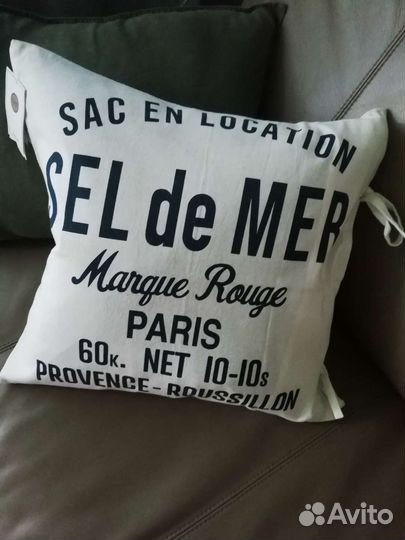 SAC EN LOCATION
SEL de MER
Marque Rouge
PARIS
60K. NET 10-10s
PROVENCE-ROUSSILLON
Avito